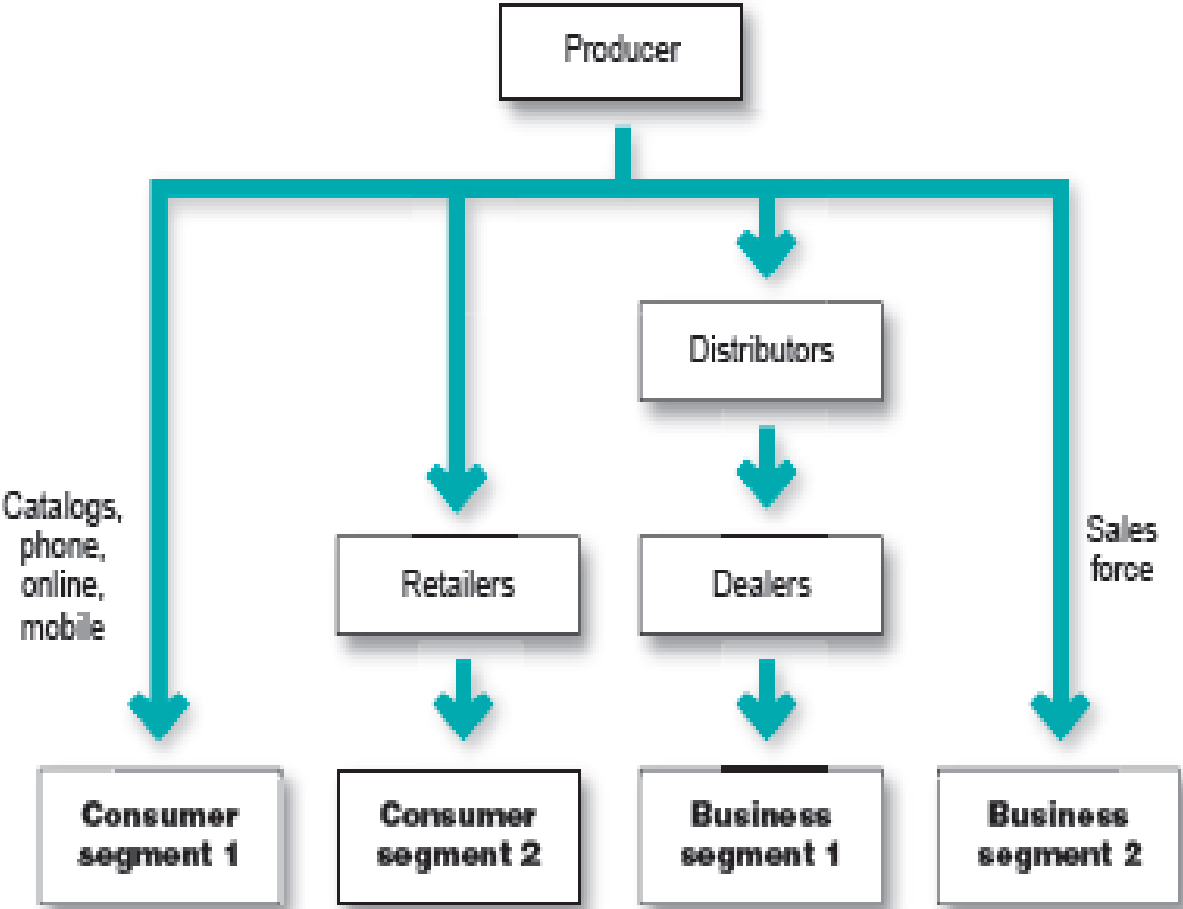 Producer
Distributors
Catalogs,
phone,
online,
mobile
Retailers
Dealers
Sales
force
Consumer
segment 1
Consumer
segment 2
Business
segment 1
Business
segment 2